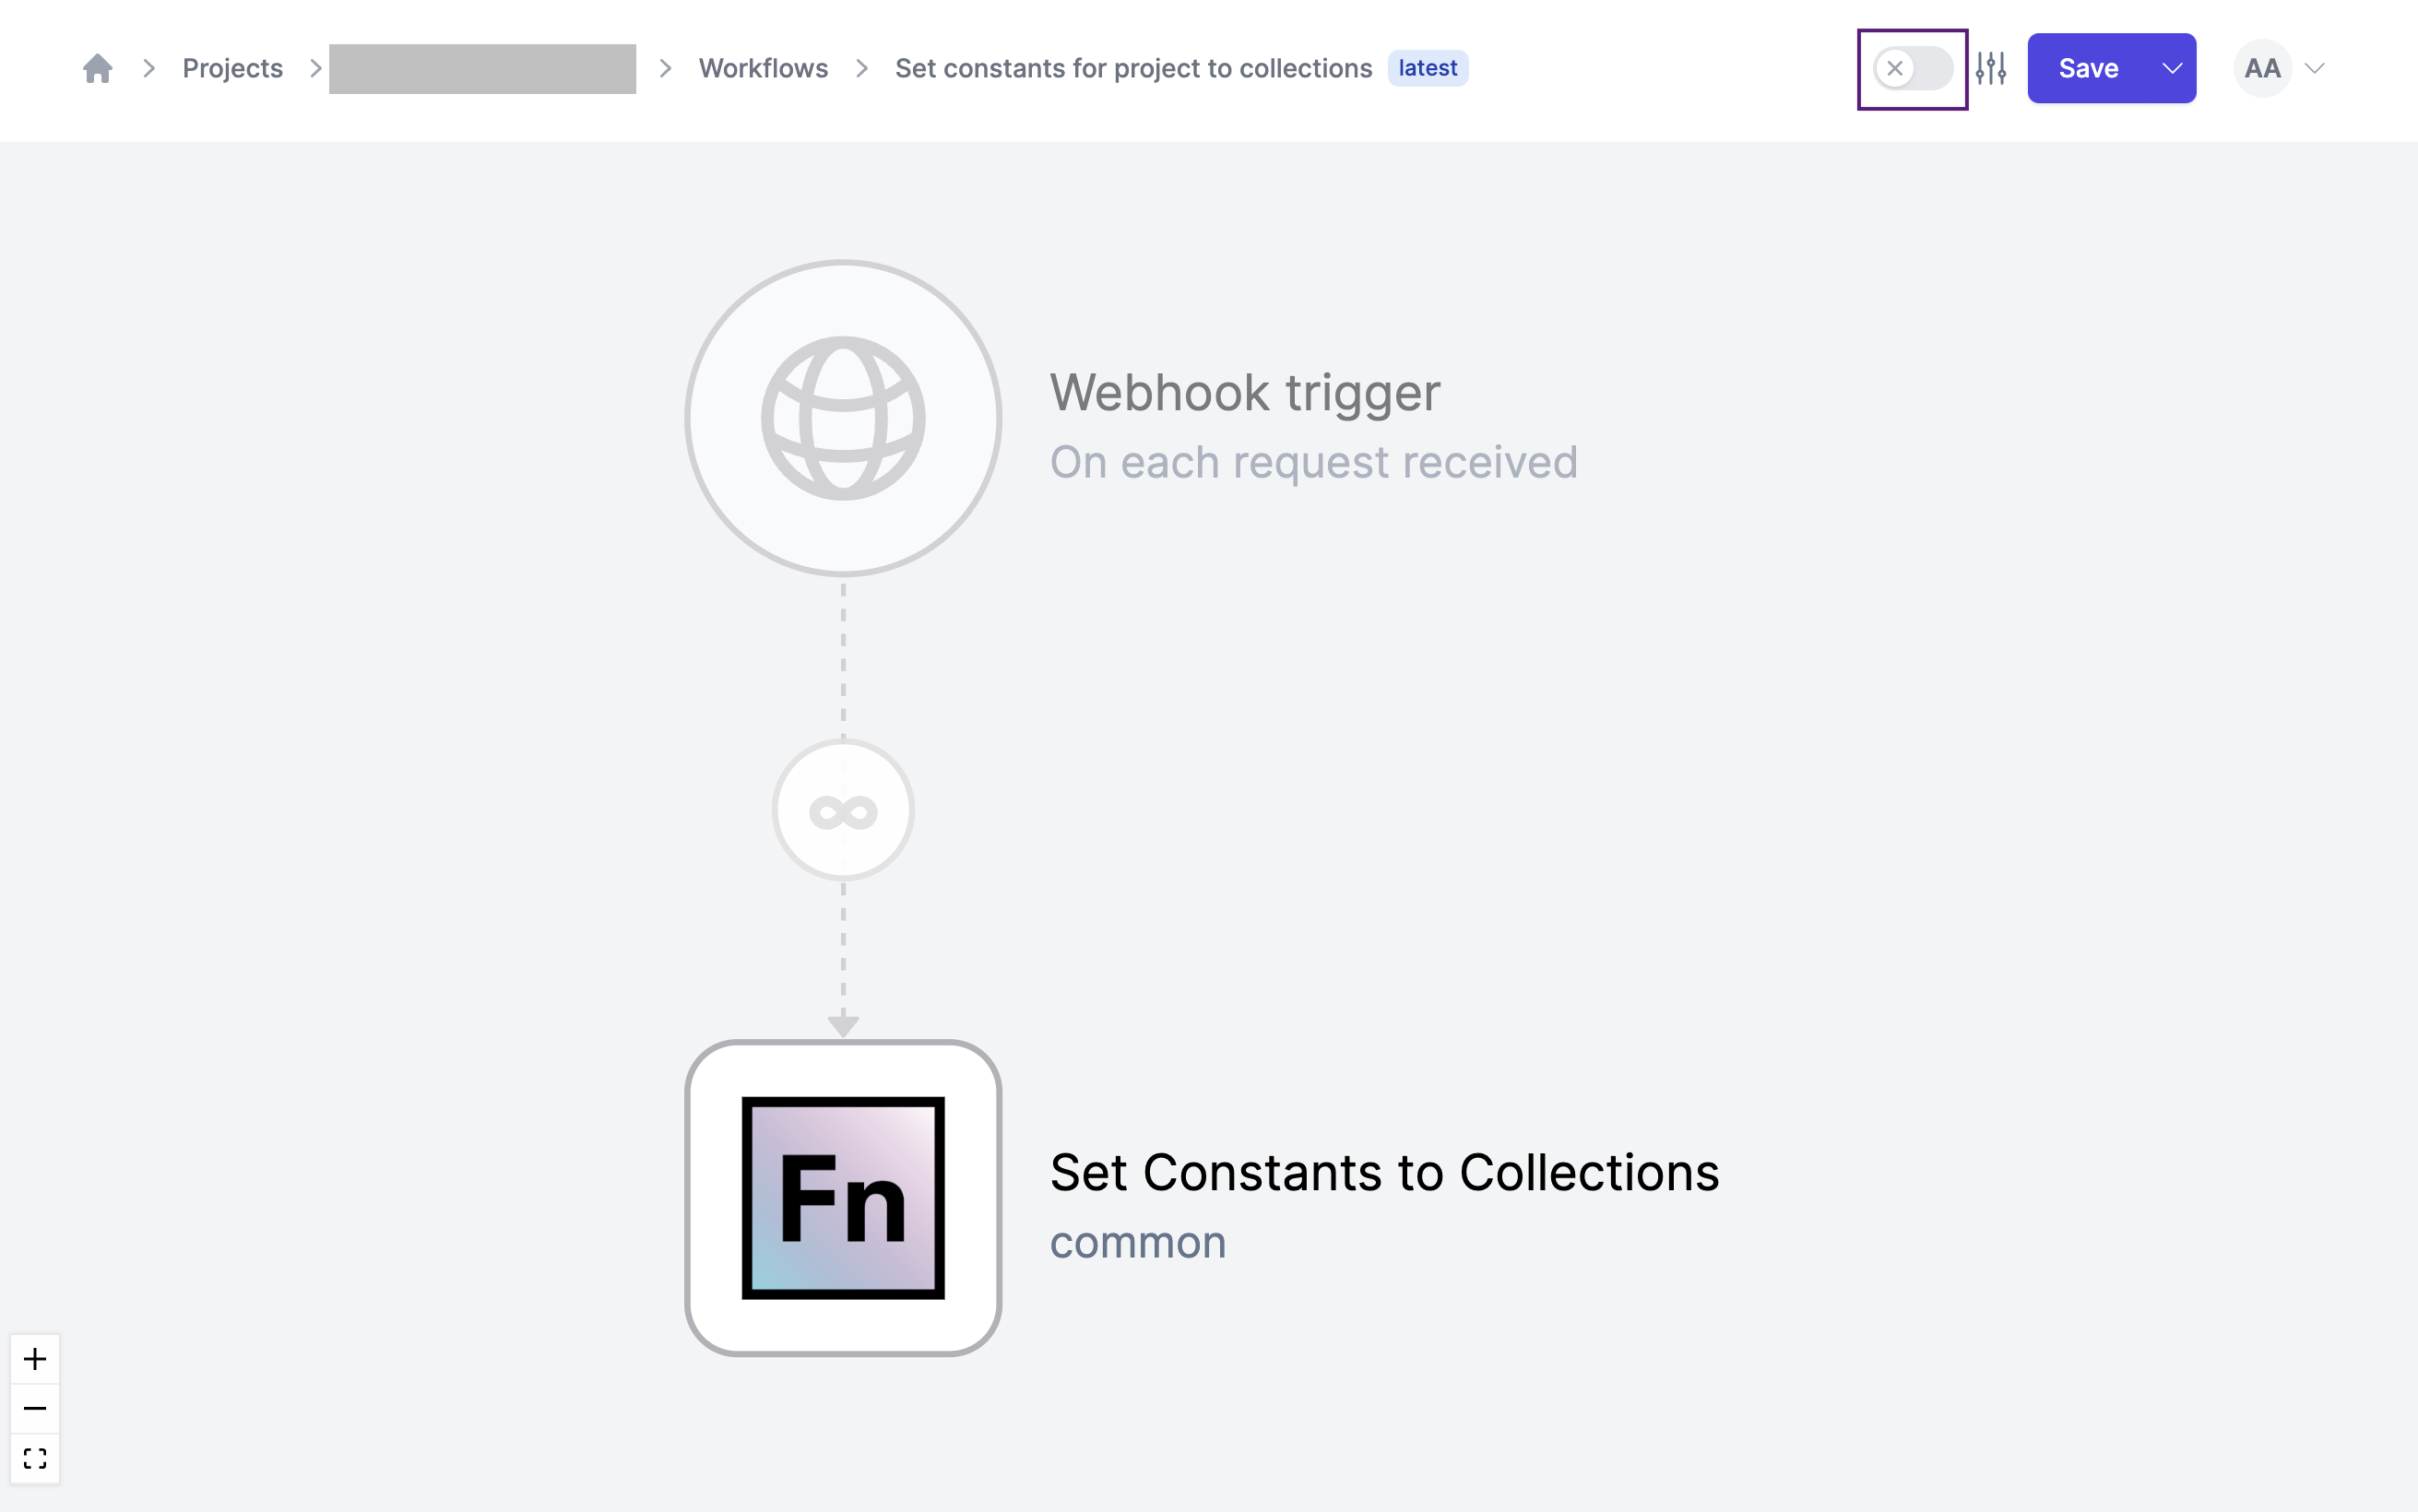 Projects
Workflows
Set constants for project to collections
latest
Save
AA
Webhook trigger
On each request received
Fn
Set Constants to Collections
common